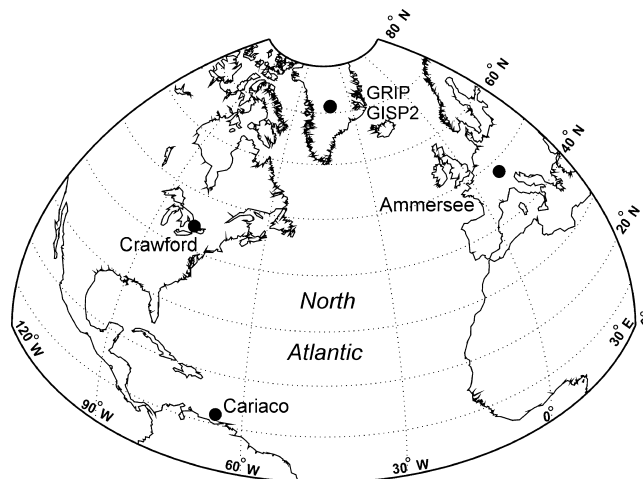 80° N
60° N
40° N
20° N
GRIP
GISP2
Ammersee
Crawford
North
Atlantic
Cariaco
120° W
90° W
60° W
30° W
0°
30° E